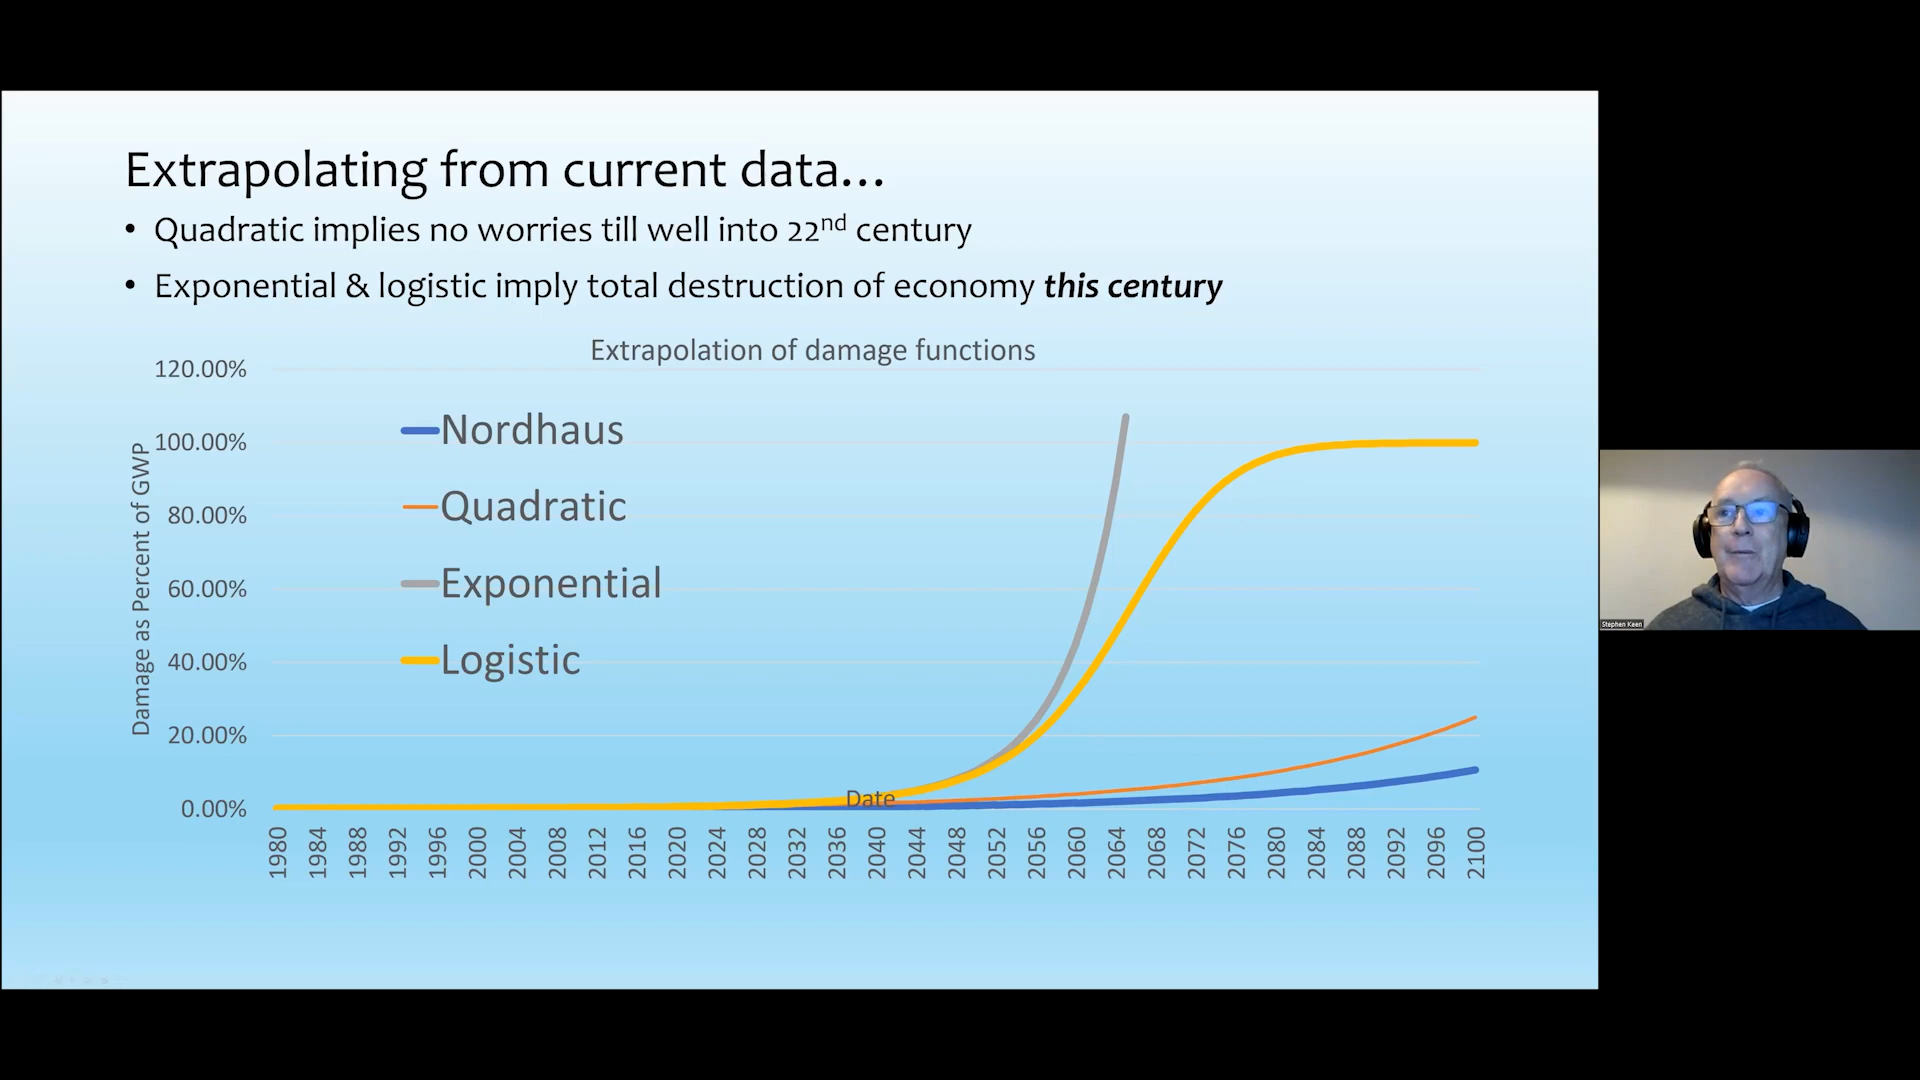 Extrapolating from current data…
• Quadratic implies no worries till well into 22nd century
• Exponential & logistic imply total destruction of economy this century
Extrapolation of damage functions
Damage as Percent of GWP
120.00%
100.00%
80.00%
60.00%
40.00%
20.00%
0.00%
Nordhaus
Quadratic
Exponential
Logistic
Date
1980 1984 1988 1992 1996 2000 2004 2008 2012 2016 2020 2024 2028 2032 2036 2040 2044 2048 2052 2056 2060 2064 2068 2072 2076 2080 2084 2088 2092 2096 2100
Stephen Keen